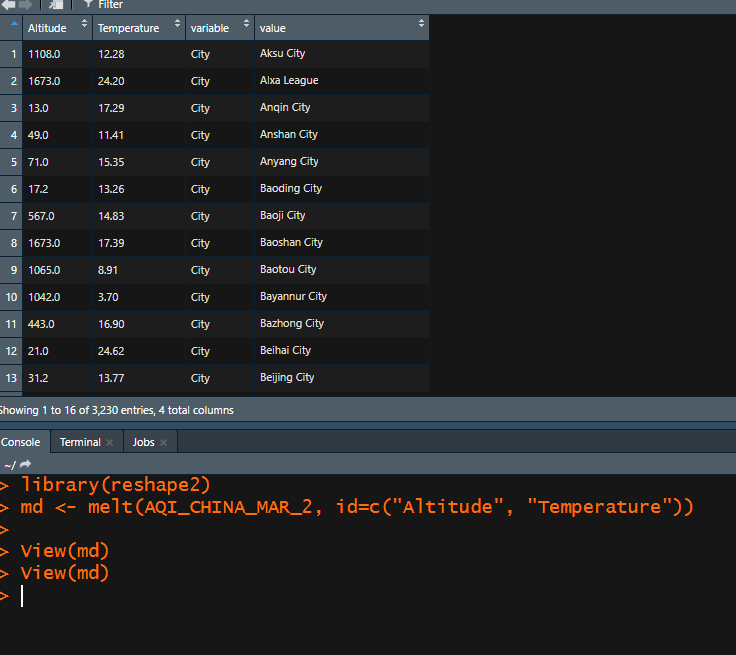 Filter
Altitude Temperature variable value
1 1108.0 12.28 City Aksu City
2 1673.0 24.20 City Alxa League
3 13.0 17.29 City Anqin City
4 49.0 11.41 City Anshan City
5 71.0 15.35 City Anyang City
6 17.2 13.26 City Baoding City
7 567.0 14.83 City Baoji City
8 1673.0 17.39 City Baoshan City
9 1065.0 8.91 City Baotou City
10 1042.0 3.70 City Bayannur City
11 443.0 16.90 City Bazhong City
12 21.0 24.62 City Beihai City
13 31.2 13.77 City Beijing City
Showing 1 to 16 of 3,230 entries, 4 total columns
Console Terminal × Jobs ×
~/
> library(reshape2)
> md <- melt(AQI_CHINA_MAR_2, id=c("Altitude", "Temperature"))
>
> View(md)
> View(md)
>